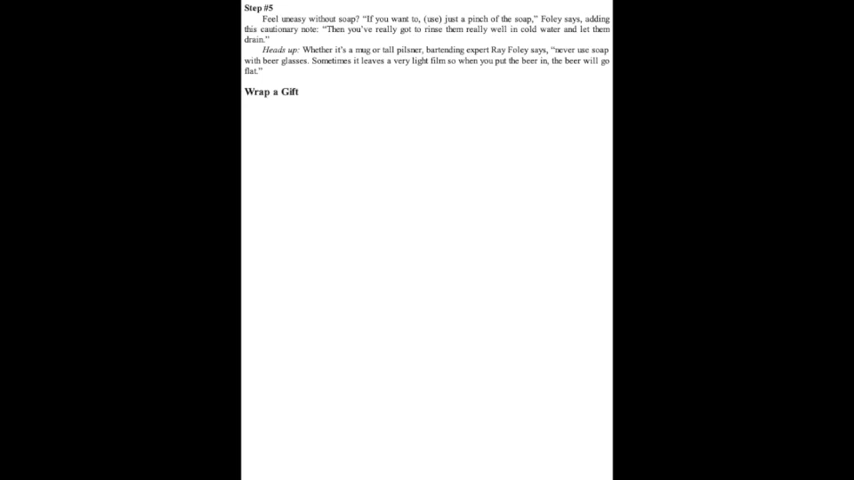 Step #5
Feel uneasy without soap? “If you want to, (use) just a pinch of the soap,” Foley says, adding
this cautionary note: “Then you’ve really got to rinse them really well in cold water and let them
drain.”
Heads up: Whether it’s a mug or tall pilsner, bartending expert Ray Foley says, “never use soap
with beer glasses. Sometimes it leaves a very light film so when you put the beer in, the beer will go
flat.”
Wrap a Gift